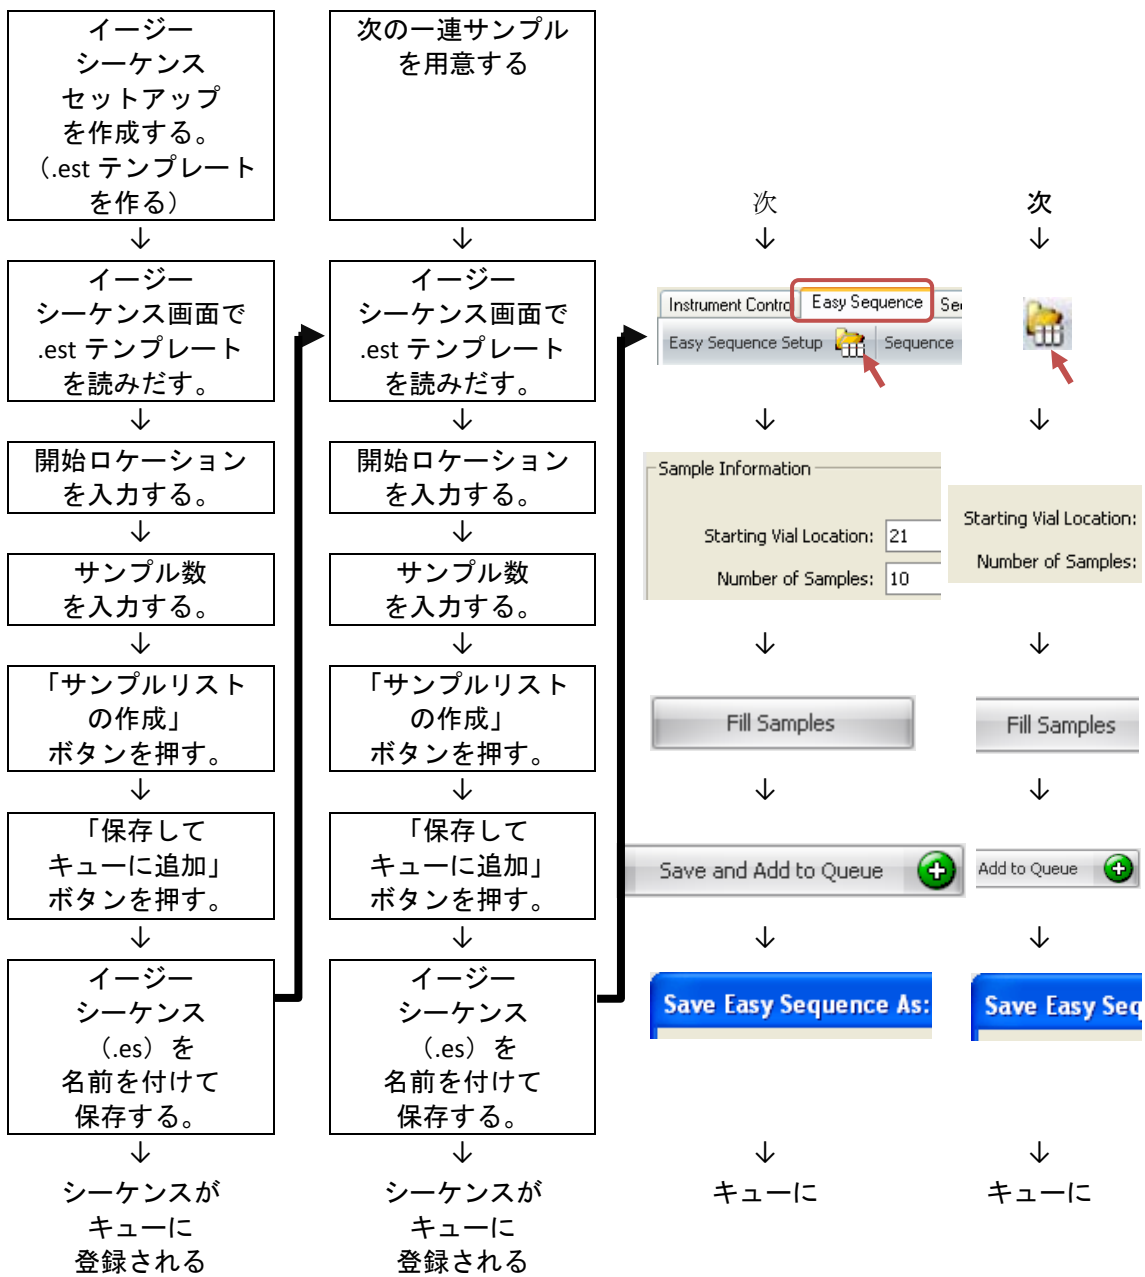 イージー
シーケンス
セットアップ
を作成する。
（.est テンプレート
を作る）
↓
イージー
シーケンス画面で
.est テンプレート
を読みだす。
↓
開始ロケーション
を入力する。
↓
サンプル数
を入力する。
↓
「サンプルリスト
の作成」
ボタンを押す。
↓
「保存して
キューに追加」
ボタンを押す。
↓
イージー
シーケンス
（.es）を
名前を付けて
保存する。
↓
シーケンスが
キューに
登録される
次の一連サンプル
を用意する
↓
イージー
シーケンス画面で
.est テンプレート
を読みだす。
↓
開始ロケーション
を入力する。
↓
サンプル数
を入力する。
↓
「サンプルリスト
の作成」
ボタンを押す。
↓
「保存して
キューに追加」
ボタンを押す。
↓
イージー
シーケンス
（.es）を
名前を付けて
保存する。
↓
シーケンスが
キューに
登録される
次
↓
Instrument Control Easy Sequence Se
Easy Sequence Setup Sequence
↓
Sample Information
Starting Vial Location: 21
Number of Samples: 10
↓
Fill Samples
↓
Save and Add to Queue
↓
Save Easy Sequence As:
↓
キューに
次
↓
↓
Starting Vial Location:
Number of Samples:
↓
Fill Samples
↓
Add to Queue
↓
Save Easy Seq
↓
キューに